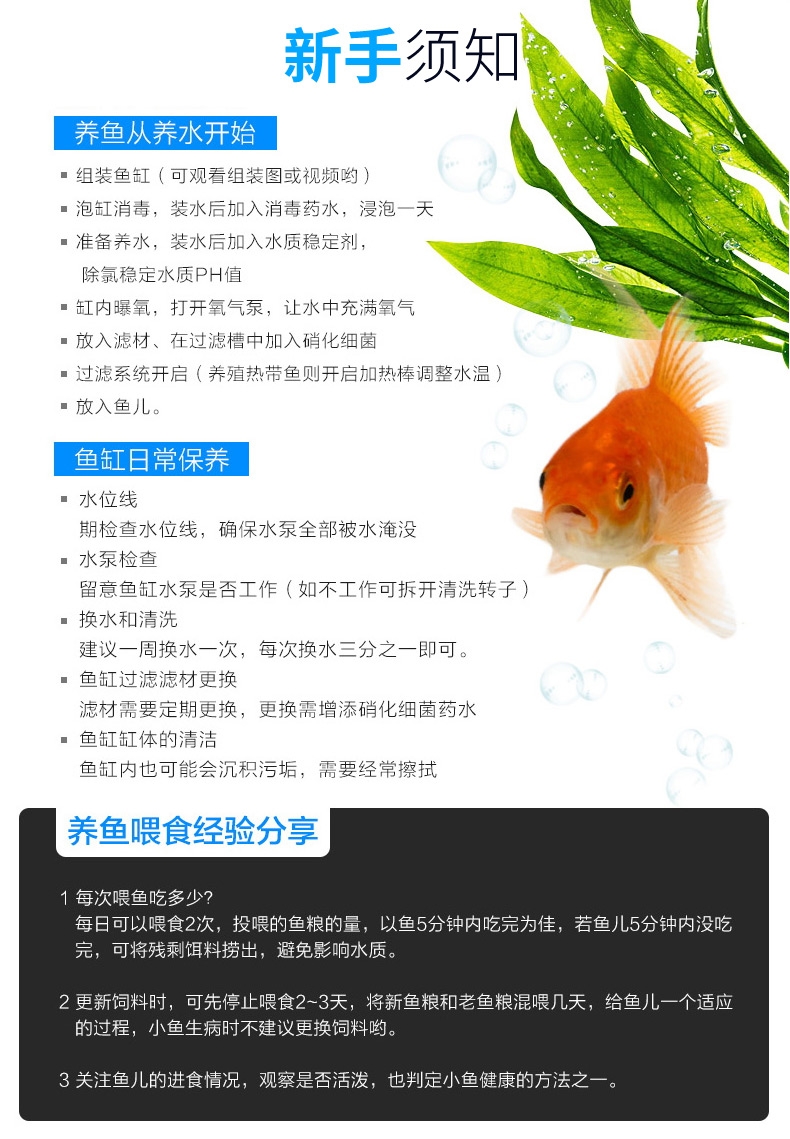 新手须知
养鱼从养水开始
▪ 组装鱼缸（可观看组装图或视频哟）
▪ 泡缸消毒，装水后加入消毒药水，浸泡一天
▪ 准备养水，装水后加入水质稳定剂，
除氯稳定水质PH值
▪ 缸内曝氧，打开氧气泵，让水中充满氧气
▪ 放入滤材、在过滤槽中加入硝化细菌
▪ 过滤系统开启（养殖热带鱼则开启加热棒调整水温）
▪ 放入鱼儿。
鱼缸日常保养
▪ 水位线
期检查水位线，确保水泵全部被水淹没
▪ 水泵检查
留意鱼缸水泵是否工作（如不工作可拆开清洗转子）
▪ 换水和清洗
建议一周换水一次，每次换水三分之一即可。
▪ 鱼缸过滤滤材更换
滤材需要定期更换，更换需增添硝化细菌药水
▪ 鱼缸缸体的清洁
鱼缸内也可能会沉积污垢，需要经常擦拭
养鱼喂食经验分享
1 每次喂鱼吃多少?
每日可以喂食2次，投喂的鱼粮的量，以鱼5分钟内吃完为佳，若鱼儿5分钟内没吃
完，可将残剩饵料捞出，避免影响水质。
2 更新饲料时，可先停止喂食2~3天，将新鱼粮和老鱼粮混喂几天，给鱼儿一个适应
的过程，小鱼生病时不建议更换饲料哟。
3 关注鱼儿的进食情况，观察是否活泼，也判定小鱼健康的方法之一。